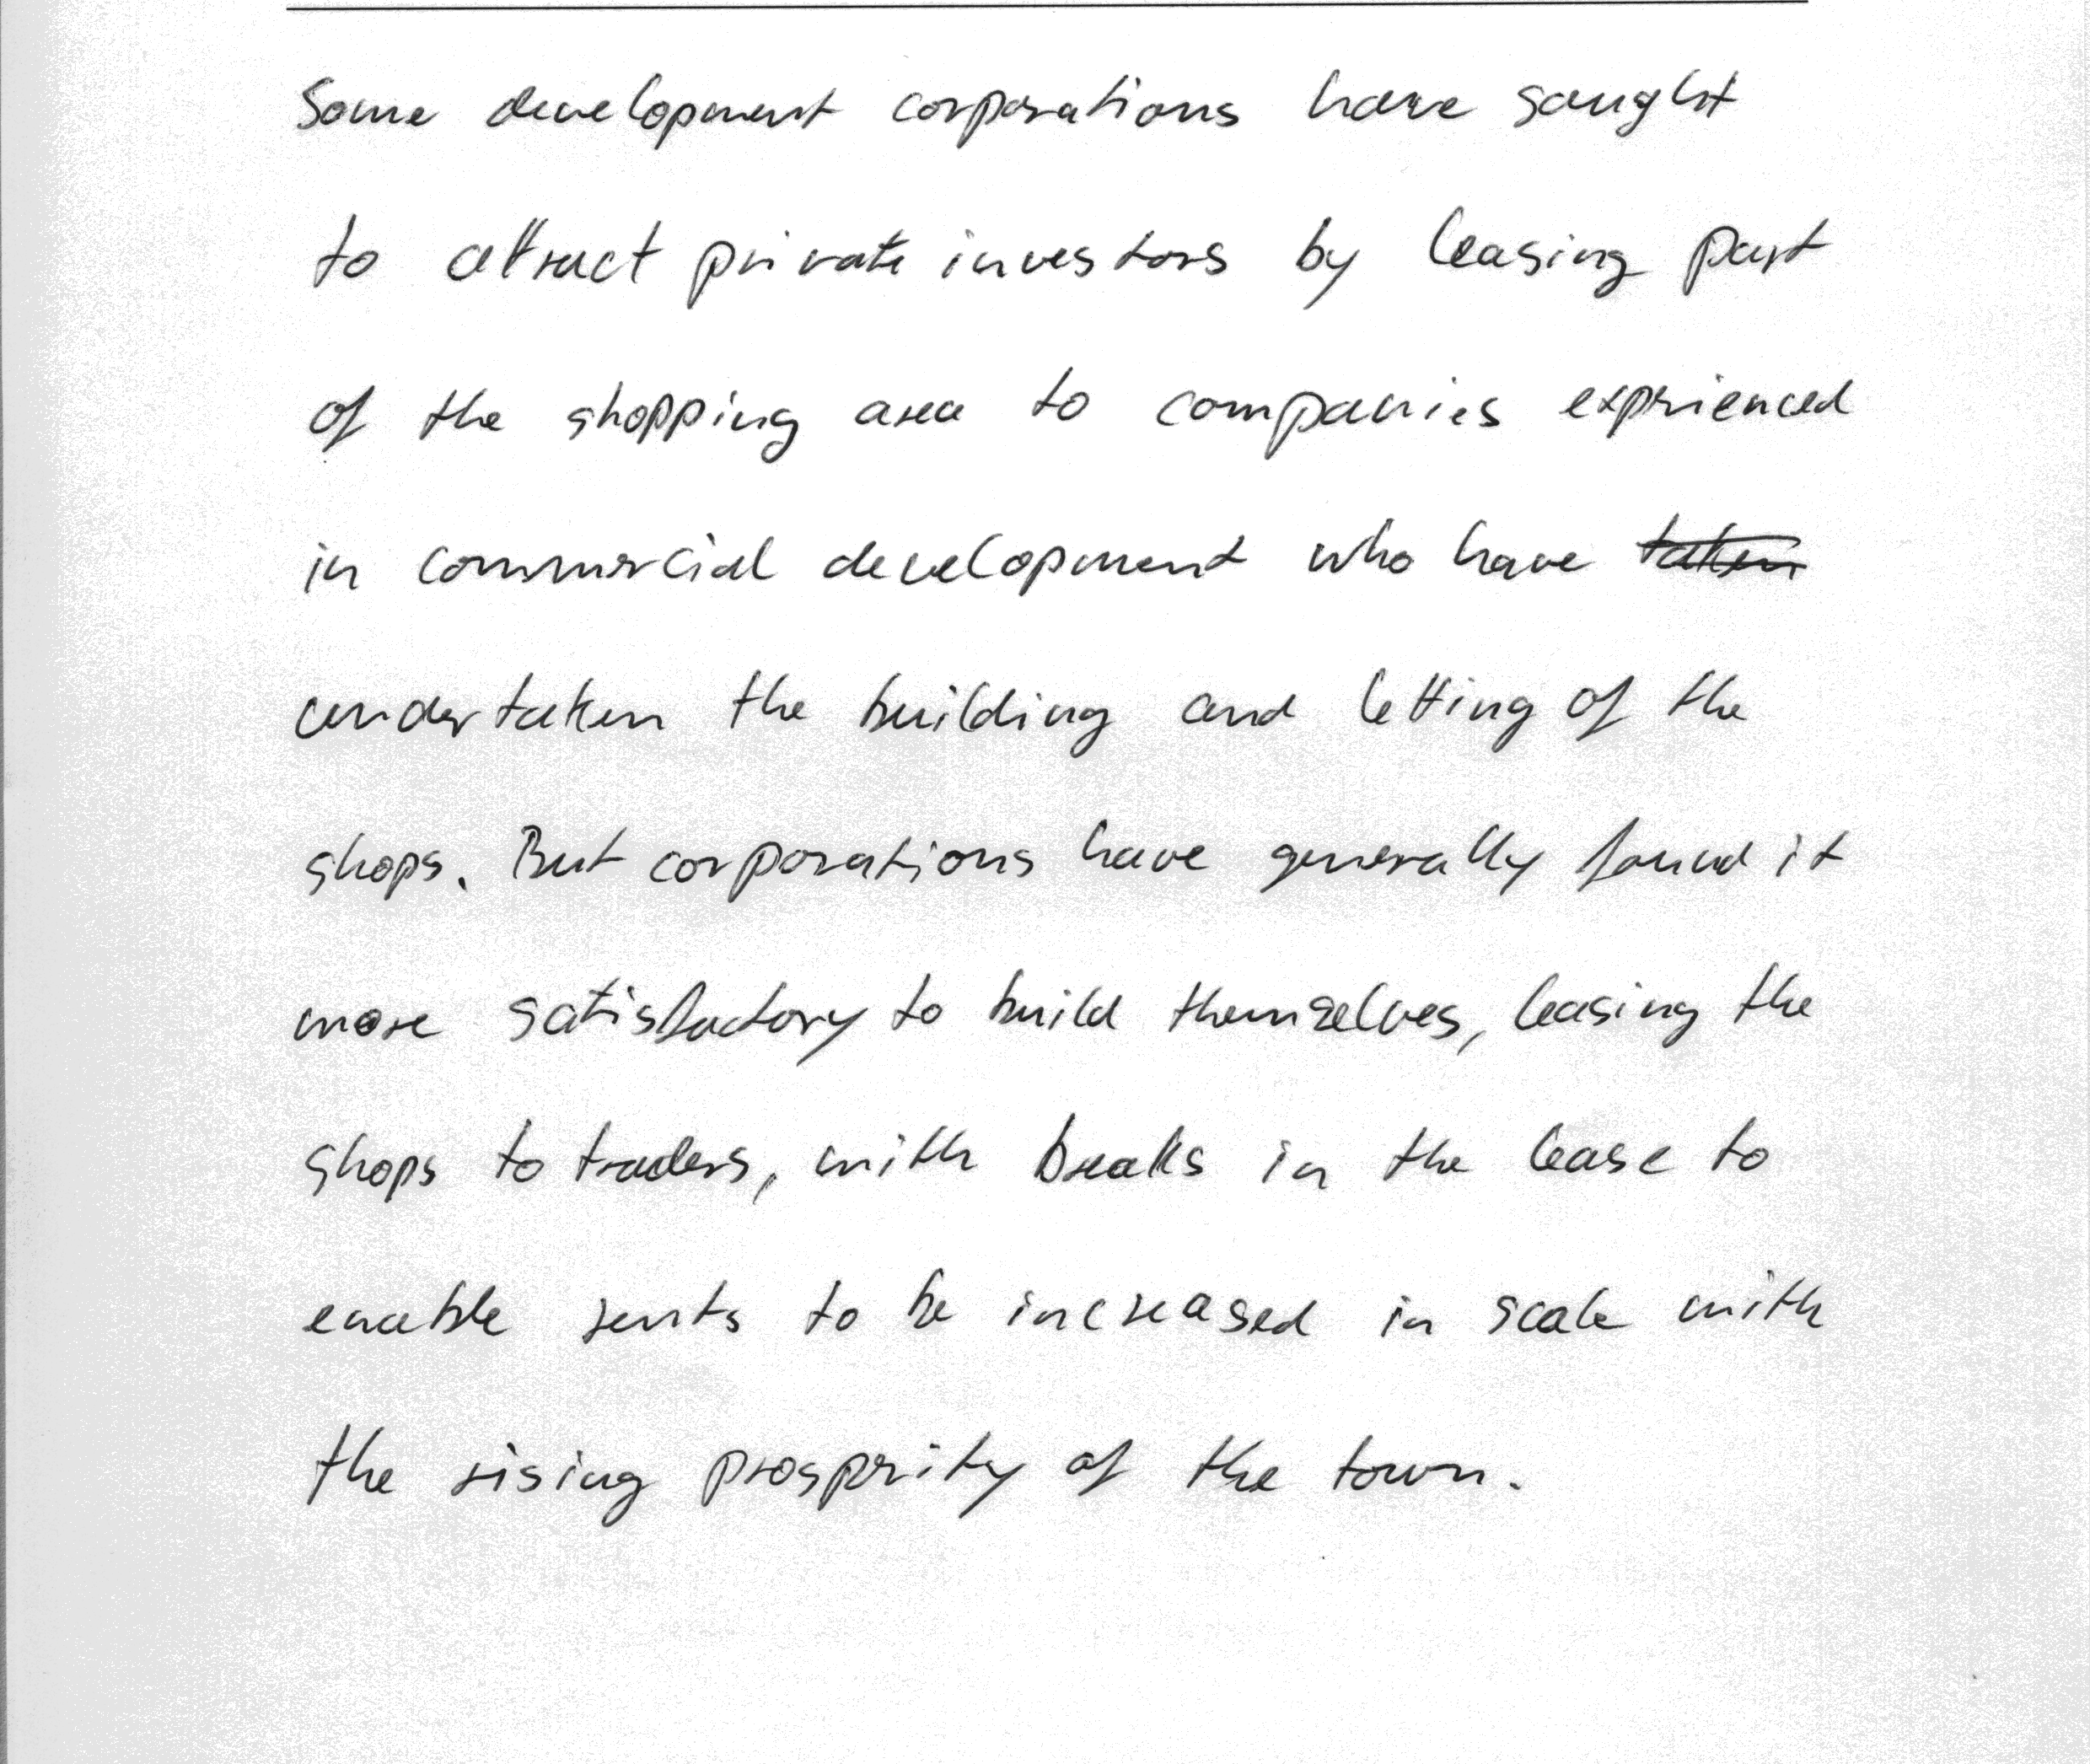 Some development corporations have sought
to attract private investors by leasing part
of the shopping area to companies exprienced
in commercial development who have taken
undertaken the building and letting of the
shops. But corporations have generally found it
more satisfactory to build themselves, leasing the
shops to traders, with breaks in the lease to
enable rents to be increased in scale with
the rising prosprity of the town.